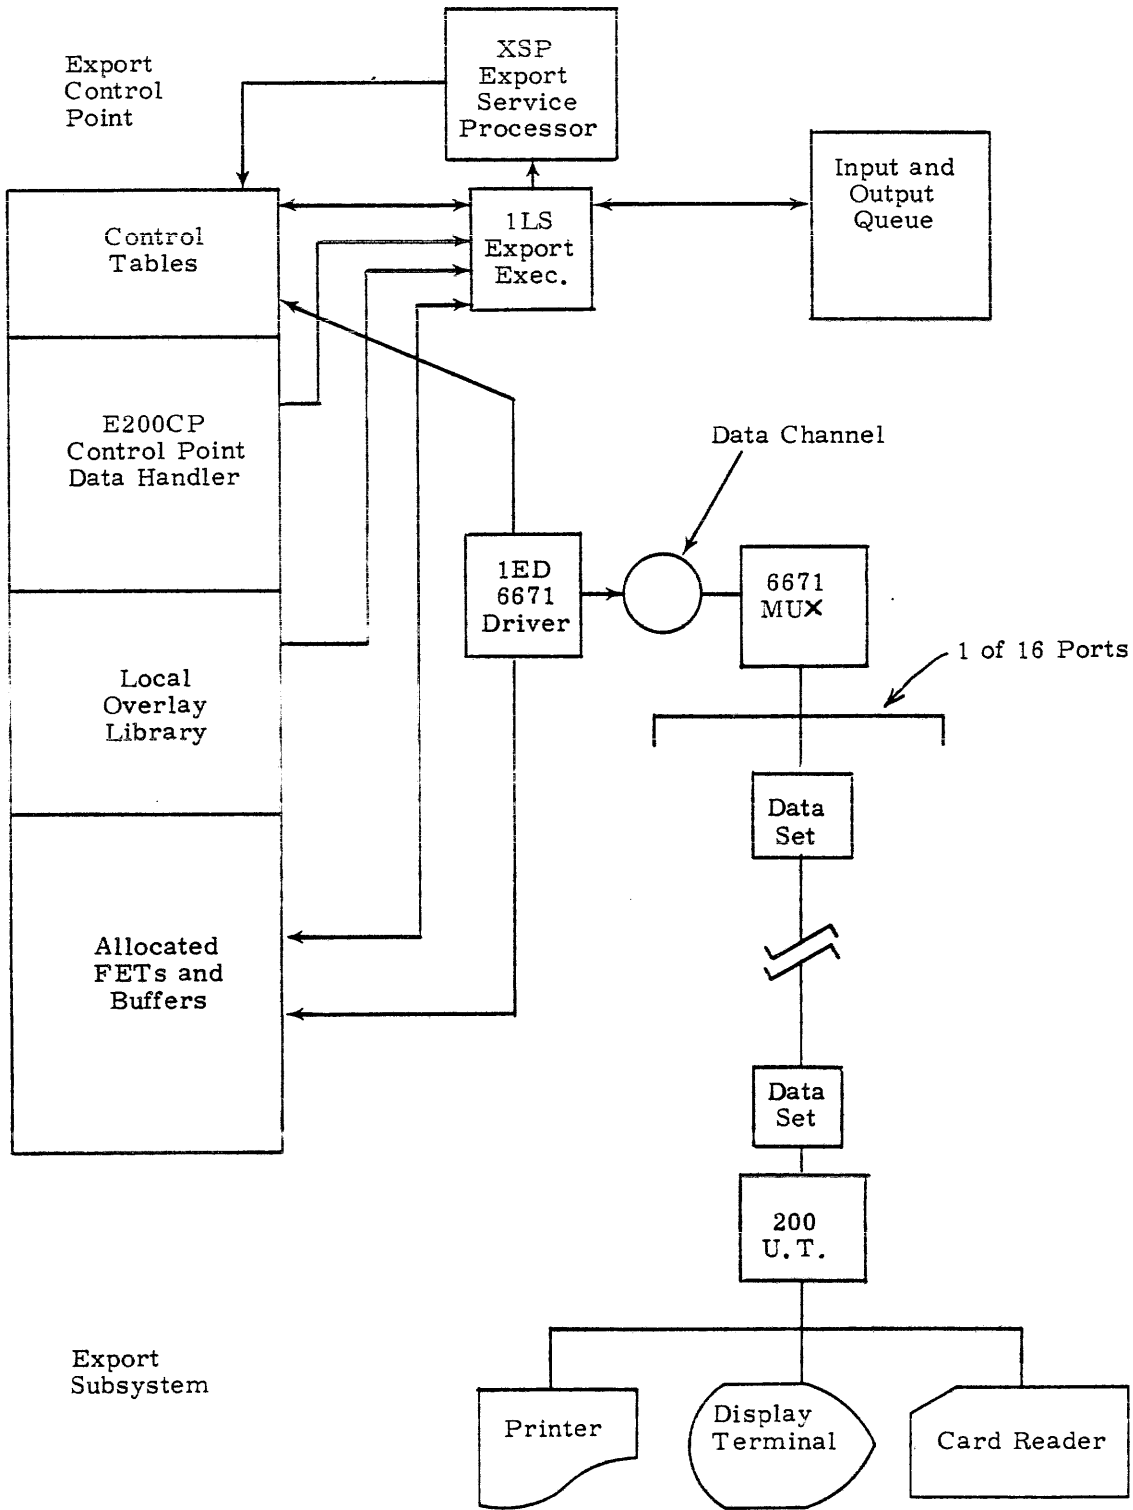 Export
Control
Point
XSP
Export
Service
Processor
Input and
Output
Queue
Control
Tables
1LS
Export
Exec.
E200CP
Control Point
Data Handler
Data Channel
1ED
6671
Driver
6671
MUX
1 of 16 Ports
Local
Overlay
Library
Data
Set
Allocated
FETs and
Buffers
Data
Set
200
U.T.
Export
Subsystem
Printer
Display
Terminal
Card Reader